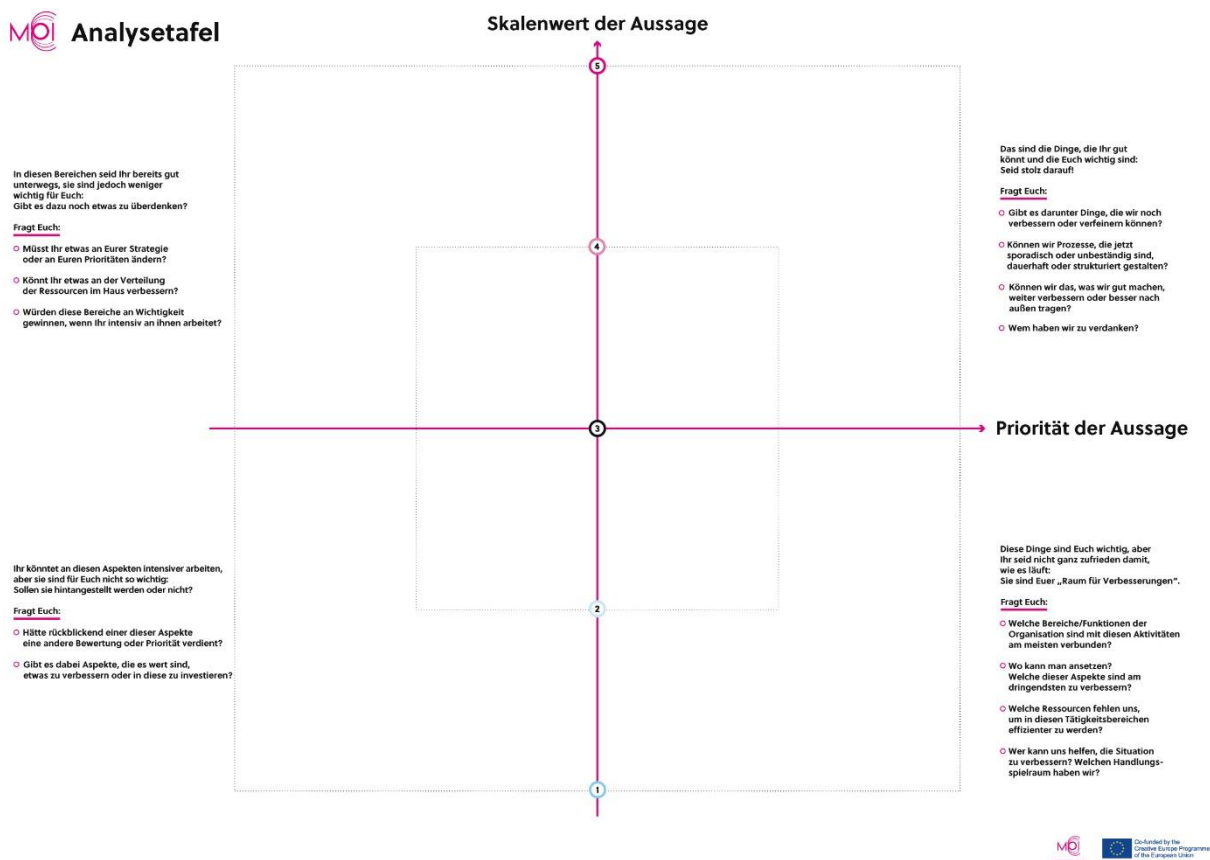 MOI Analysetafel
Skalenwert der Aussage
5
In diesen Bereichen seid Ihr bereits gut
unterwegs, sie sind jedoch weniger
wichtig für Euch:
Gibt es dazu noch etwas zu überdenken?
Fragt Euch:
Müsst Ihr etwas an Eurer Strategie
oder an Euren Prioritäten ändern?
Könnt Ihr etwas an der Verteilung
der Ressourcen im Haus verbessern?
Würden diese Bereiche an Wichtigkeit
gewinnen, wenn Ihr intensiv an ihnen arbeitet?
Das sind die Dinge, die Ihr gut
könnt und die Euch wichtig sind:
Seid stolz darauf!
Fragt Euch:
Gibt es darunter Dinge, die wir noch
verbessern oder verfeinern können?
Können wir Prozesse, die jetzt
sporadisch oder unbeständig sind,
dauerhaft oder strukturiert gestalten?
Können wir das, was wir gut machen,
weiter verbessern oder besser nach
außen tragen?
Wem haben wir zu verdanken?
4
3
Priorität der Aussage
Ihr könntet an diesen Aspekten intensiver arbeiten,
aber sie sind für Euch nicht so wichtig:
Sollen sie hintangestellt werden oder nicht?
Fragt Euch:
Hätte rückblickend einer dieser Aspekte
eine andere Bewertung oder Priorität verdient?
Gibt es dabei Aspekte, die es wert sind,
etwas zu verbessern oder in diese zu investieren?
2
Diese Dinge sind Euch wichtig, aber
Ihr seid nicht ganz zufrieden damit,
wie es läuft:
Sie sind Euer „Raum für Verbesserungen“.
Fragt Euch:
Welche Bereiche/Funktionen der
Organisation sind mit diesen Aktivitäten
am meisten verbunden?
Wo kann man ansetzen?
Welche dieser Aspekte sind am
dringendsten zu verbessern?
Welche Ressourcen fehlen uns,
um in diesen Tätigkeitsbereichen
effizienter zu werden?
Wer kann uns helfen, die Situation
zu verbessern? Welchen Handlungs-
spielraum haben wir?
1
MOI
Co-funded by the
Creative Europe Programme
of the European Union